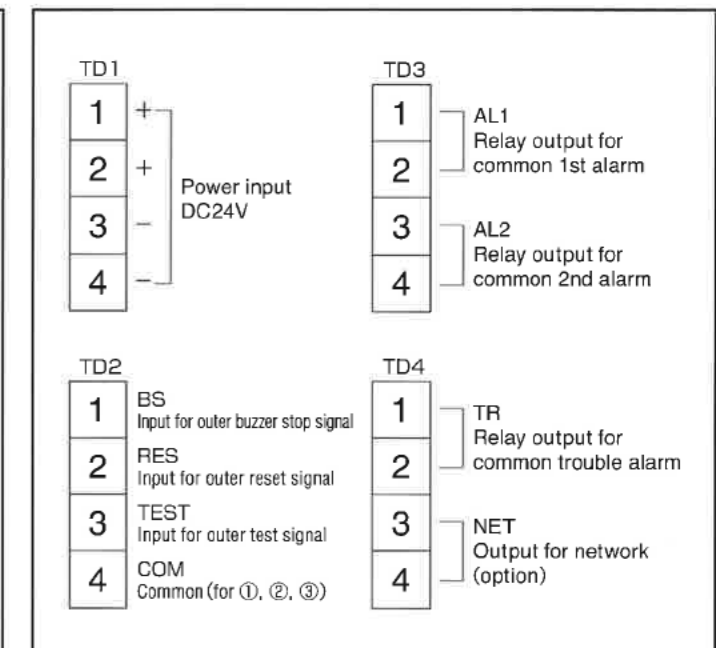 TD1
1 +
2 +
3 −
4 −
Power input
DC24V
TD3
1
2
3
4
AL1
Relay output for
common 1st alarm
AL2
Relay output for
common 2nd alarm
TD2
1 BS
Input for outer buzzer stop signal
2 RES
Input for outer reset signal
3 TEST
Input for outer test signal
4 COM
Common (for ①, ②, ③)
TD4
1
2
3
4
TR
Relay output for
common trouble alarm
NET
Output for network
(option)